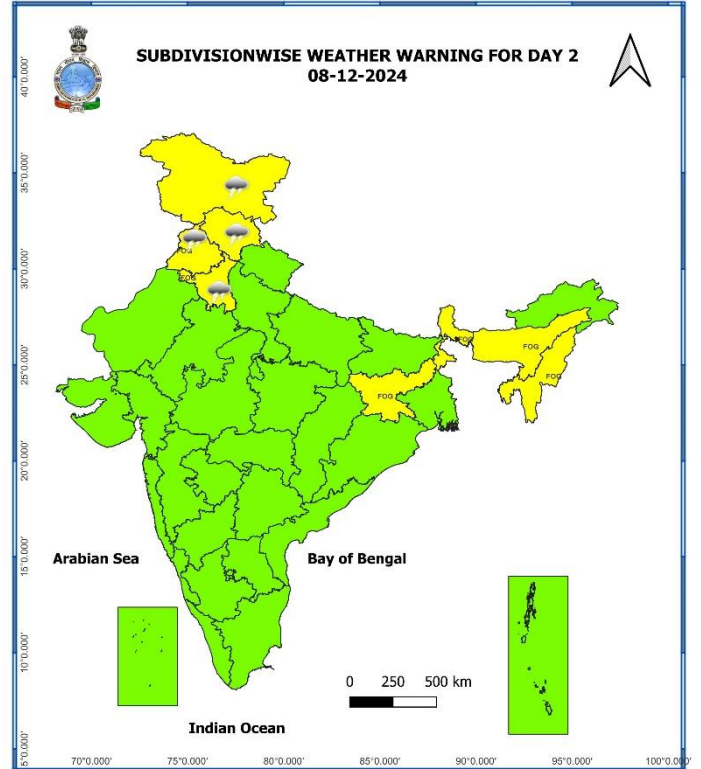 SUBDIVISIONWISE WEATHER WARNING FOR DAY 2
08-12-2024
40°0.000'
35°0.000'
30°0.000'
25°0.000'
20°0.000'
15°0.000'
10°0.000'
5°0.000'
FOG
FOG
FOG
FOG
FOG
FOG
Arabian Sea
Bay of Bengal
0 250 500 km
Indian Ocean
70°0.000' 75°0.000' 80°0.000' 85°0.000' 90°0.000' 95°0.000' 100°0.000'